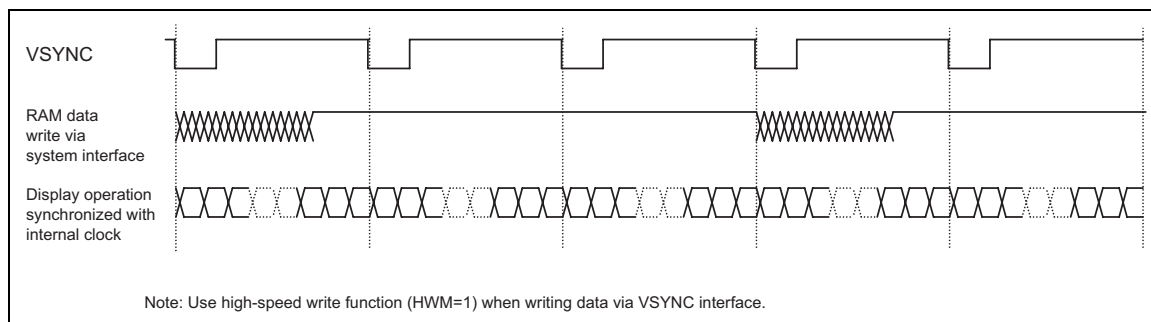 VSYNC
RAM data
write via
system interface
Display operation
synchronized with
internal clock
Note: Use high-speed write function (HWM=1) when writing data via VSYNC interface.